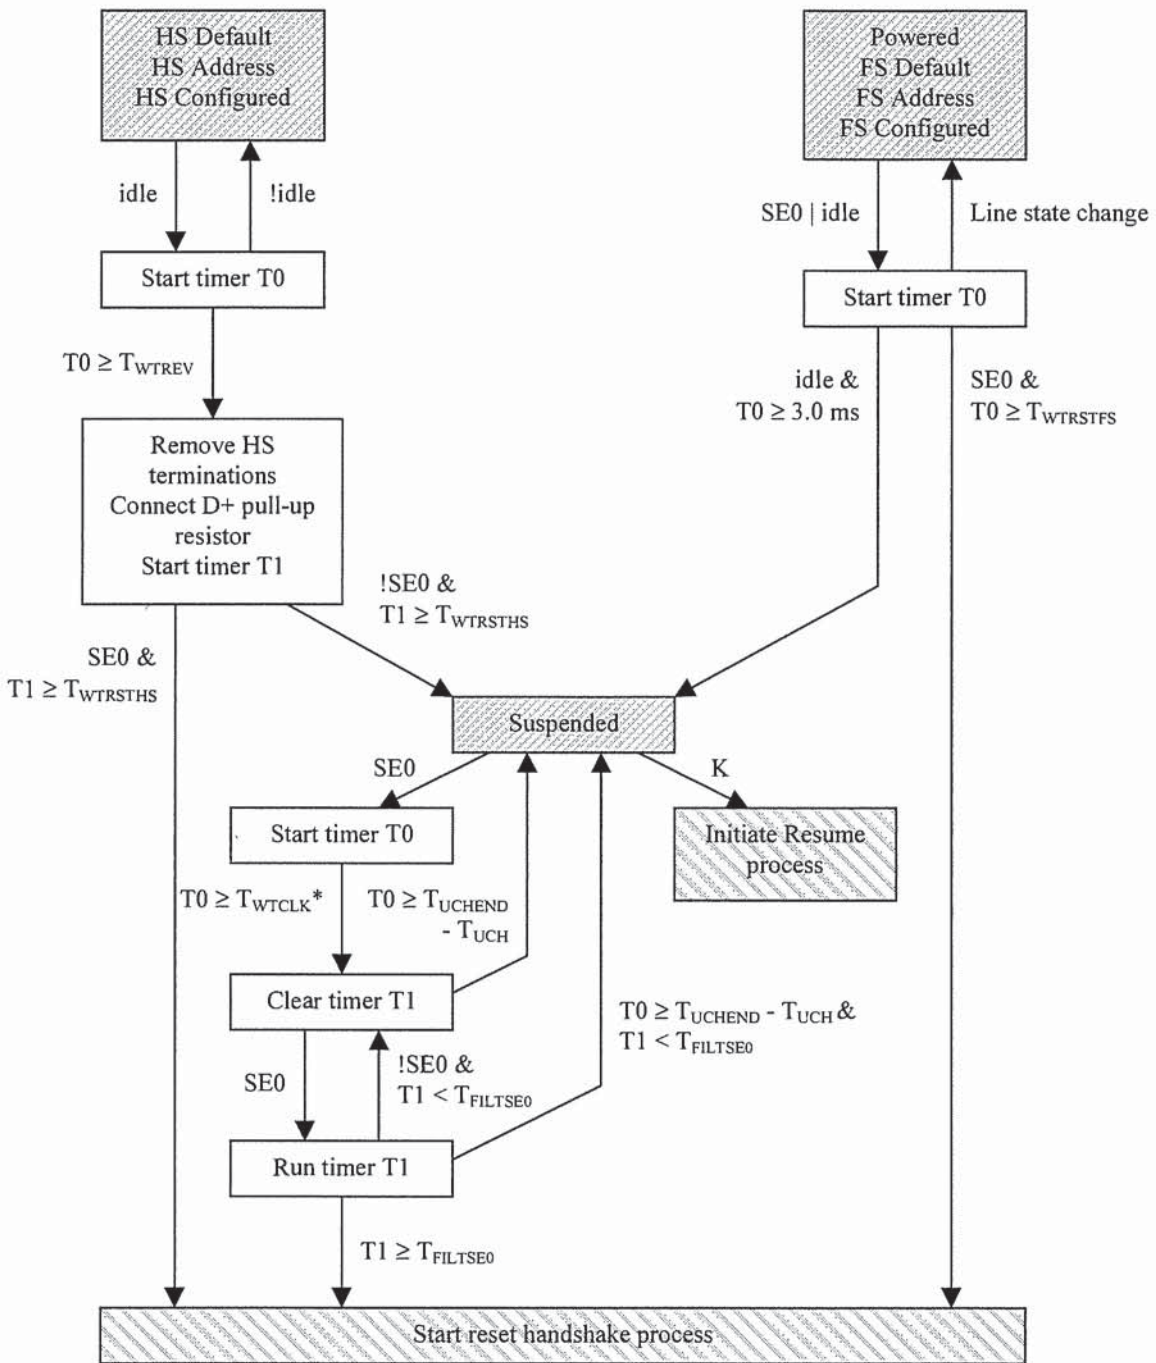 HS Default
HS Address
HS Configured
Powered
FS Default
FS Address
FS Configured
idle
!idle
SE0 | idle
Line state change
Start timer T0
Start timer T0
T0 ≥ TWTREV
idle &
T0 ≥ 3.0 ms
SE0 &
T0 ≥ TWTRSTFS
Remove HS
terminations
Connect D+ pull-up
resistor
Start timer T1
!SE0 &
T1 ≥ TWTRSTHS
SE0 &
T1 ≥ TWTRSTHS
Suspended
SE0
K
Start timer T0
Initiate Resume
process
T0 ≥ TWTCLK*
T0 ≥ TUCHEND
- TUCH
Clear timer T1
T0 ≥ TUCHEND - TUCH &
T1 < TFILTSE0
SE0
!SE0 &
T1 < TFILTSE0
Run timer T1
T1 ≥ TFILTSE0
Start reset handshake process